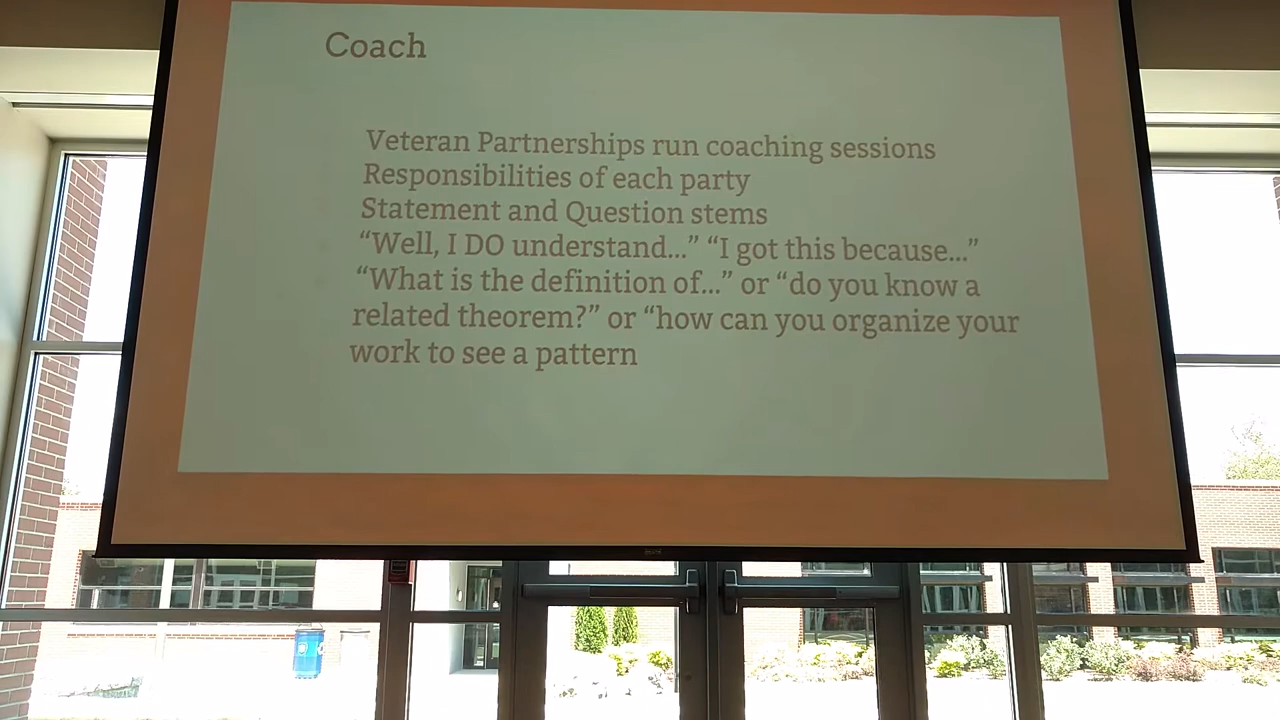 Coach
Veteran Partnerships run coaching sessions
Responsibilities of each party
Statement and Question stems
“Well, I DO understand...” “I got this because...”
“What is the definition of...” or “do you know a
related theorem?” or “how can you organize your
work to see a pattern